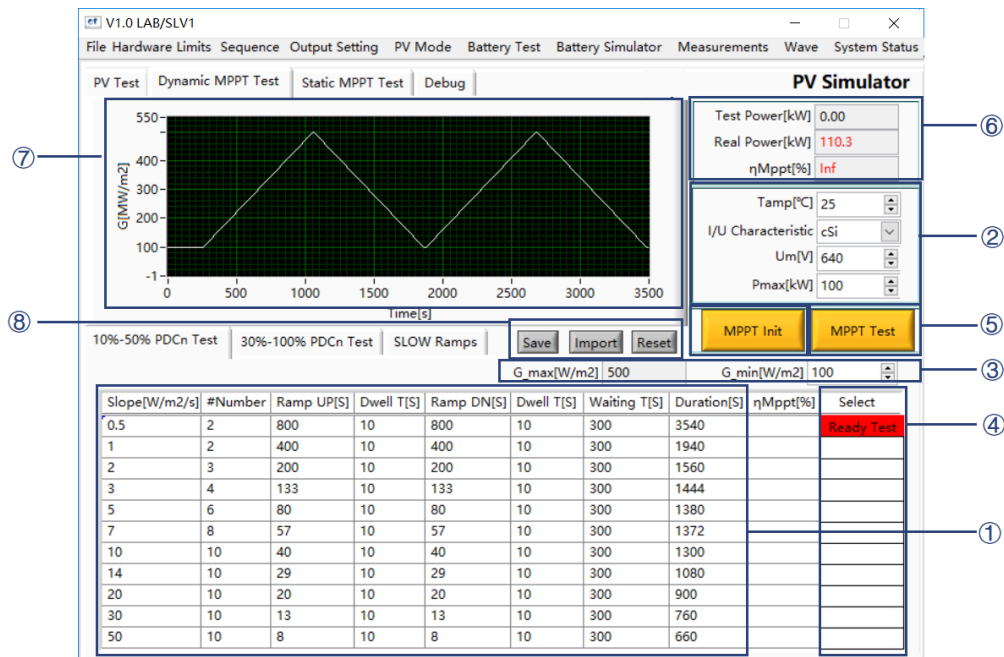 V1.0 LAB/SLV1
File Hardware Limits Sequence Output Setting PV Mode Battery Test Battery Simulator Measurements Wave System Status
PV Test Dynamic MPPT Test Static MPPT Test Debug PV Simulator
550
400
300
200
100
-1
G[MW/m2]
0 500 1000 1500 2000 2500 3000 3500
Time[s]
⑦
Test Power[kW] 0.00
Real Power[kW] 110.3
ηMppt[%] Inf
⑥
Tamp[℃] 25
I/U Characteristic cSi
Um[V] 640
Pmax[kW] 100
②
MPPT Init MPPT Test
⑤
⑧
10%-50% PDCn Test 30%-100% PDCn Test SLOW Ramps Save Import Reset
G_max[W/m2] 500 G_min[W/m2] 100
③
Slope[W/m2/s] #Number Ramp UP[S] Dwell T[S] Ramp DN[S] Dwell T[S] Waiting T[S] Duration[S] ηMppt[%] Select
0.5 2 800 10 800 10 300 3540 Ready Test
④
1 2 400 10 400 10 300 1940
2 3 200 10 200 10 300 1560
3 4 133 10 133 10 300 1444
5 6 80 10 80 10 300 1380
7 8 57 10 57 10 300 1372
①
10 10 40 10 40 10 300 1300
14 10 29 10 29 10 300 1080
20 10 20 10 20 10 300 900
30 10 13 10 13 10 300 760
50 10 8 10 8 10 300 660